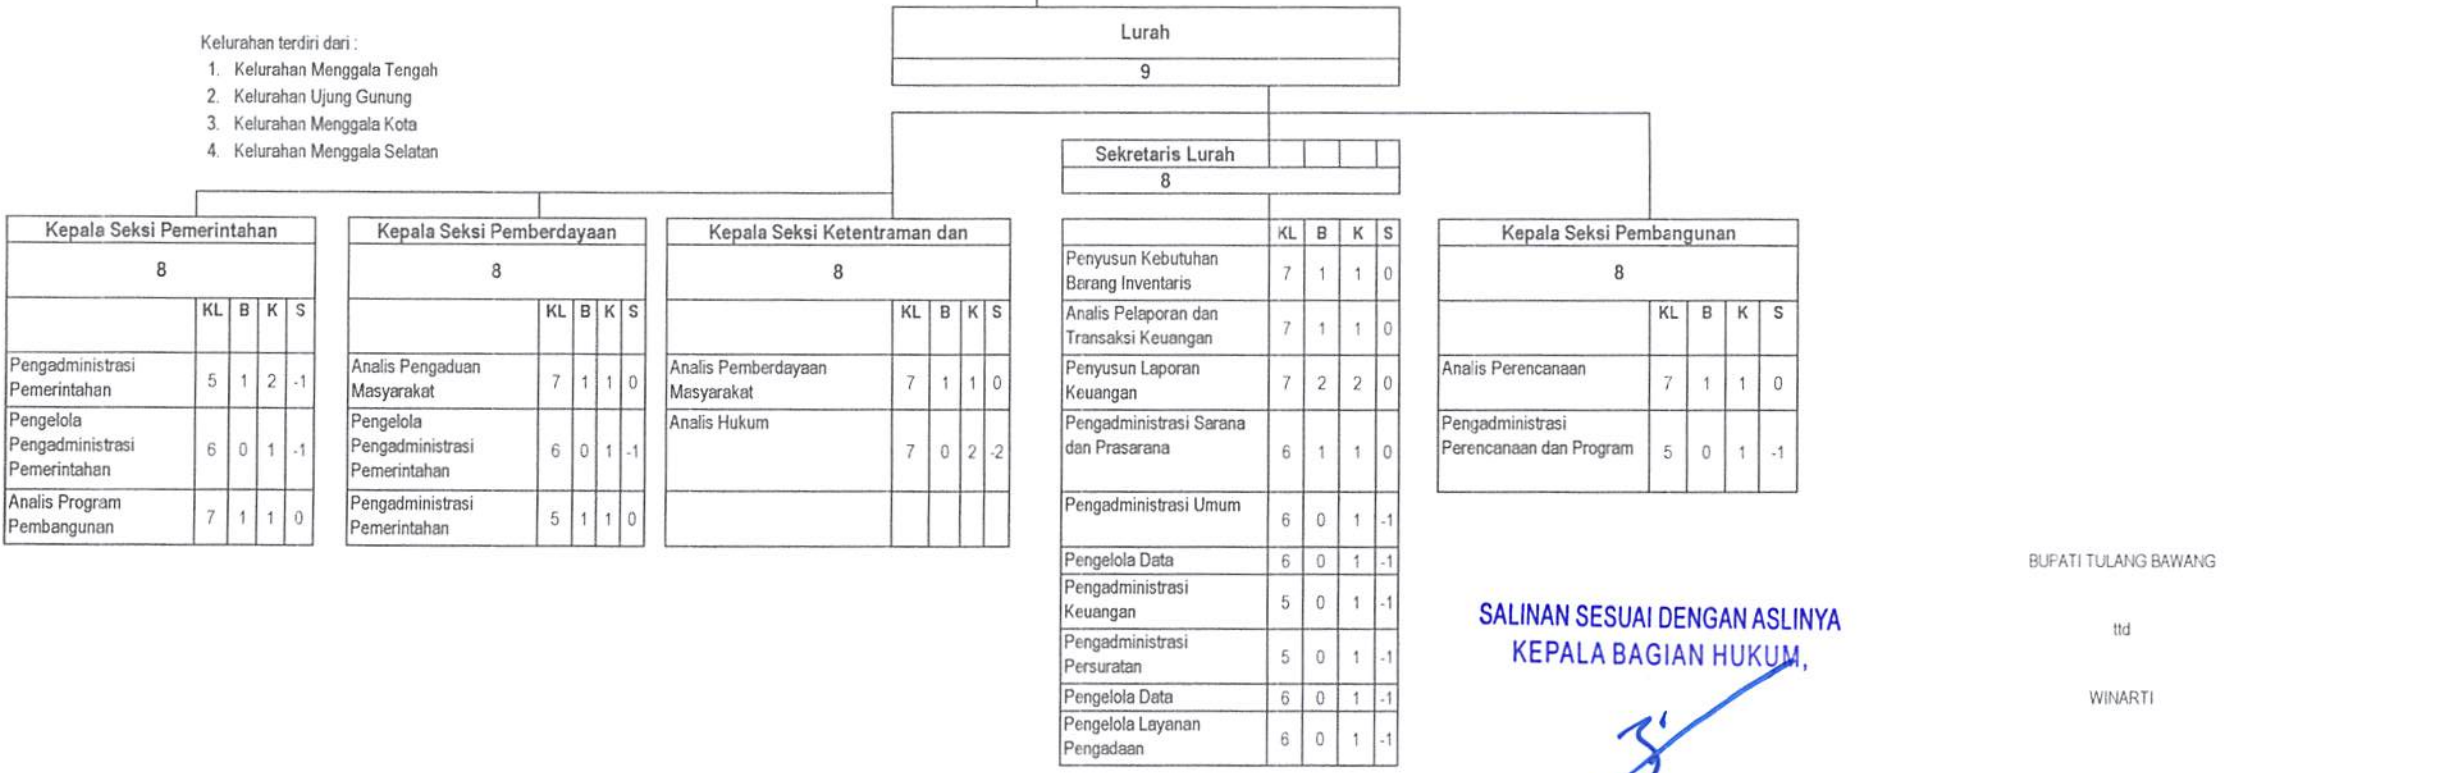 Lurah
9
Kelurahan terdiri dari :
1. Kelurahan Menggala Tengah
2. Kelurahan Ujung Gunung
3. Kelurahan Menggala Kota
4. Kelurahan Menggala Selatan
Sekretaris Lurah
8
Kepala Seksi Pemerintahan
8
KL B K S
Pengadministrasi
Pemerintahan 5 1 2 -1
Pengelola
Pengadministrasi
Pemerintahan 6 0 1 -1
Analis Program
Pembangunan 7 1 1 0
Kepala Seksi Pemberdayaan
8
KL B K S
Analis Pengaduan
Masyarakat 7 1 1 0
Pengelola
Pengadministrasi
Pemerintahan 6 0 1 -1
Pengadministrasi
Pemerintahan 5 1 1 0
Kepala Seksi Ketentraman dan
8
KL B K S
Analis Pemberdayaan
Masyarakat 7 1 1 0
Analis Hukum 7 0 2 -2
KL B K S
Penyusun Kebutuhan
Barang Inventaris 7 1 1 0
Analis Pelaporan dan
Transaksi Keuangan 7 1 1 0
Penyusun Laporan
Keuangan 7 2 2 0
Pengadministrasi Sarana
dan Prasarana 6 1 1 0
Pengadministrasi Umum 6 0 1 -1
Pengelola Data 6 0 1 -1
Pengadministrasi
Keuangan 5 0 1 -1
Pengadministrasi
Persuratan 5 0 1 -1
Pengelola Data 6 0 1 -1
Pengelola Layanan
Pengadaan 6 0 1 -1
Kepala Seksi Pembangunan
8
KL B K S
Analis Perencanaan 7 1 1 0
Pengadministrasi
Perencanaan dan Program 5 0 1 -1
SALINAN SESUAI DENGAN ASLINYA
KEPALA BAGIAN HUKUM,
BUPATI TULANG BAWANG
ttd
WINARTI